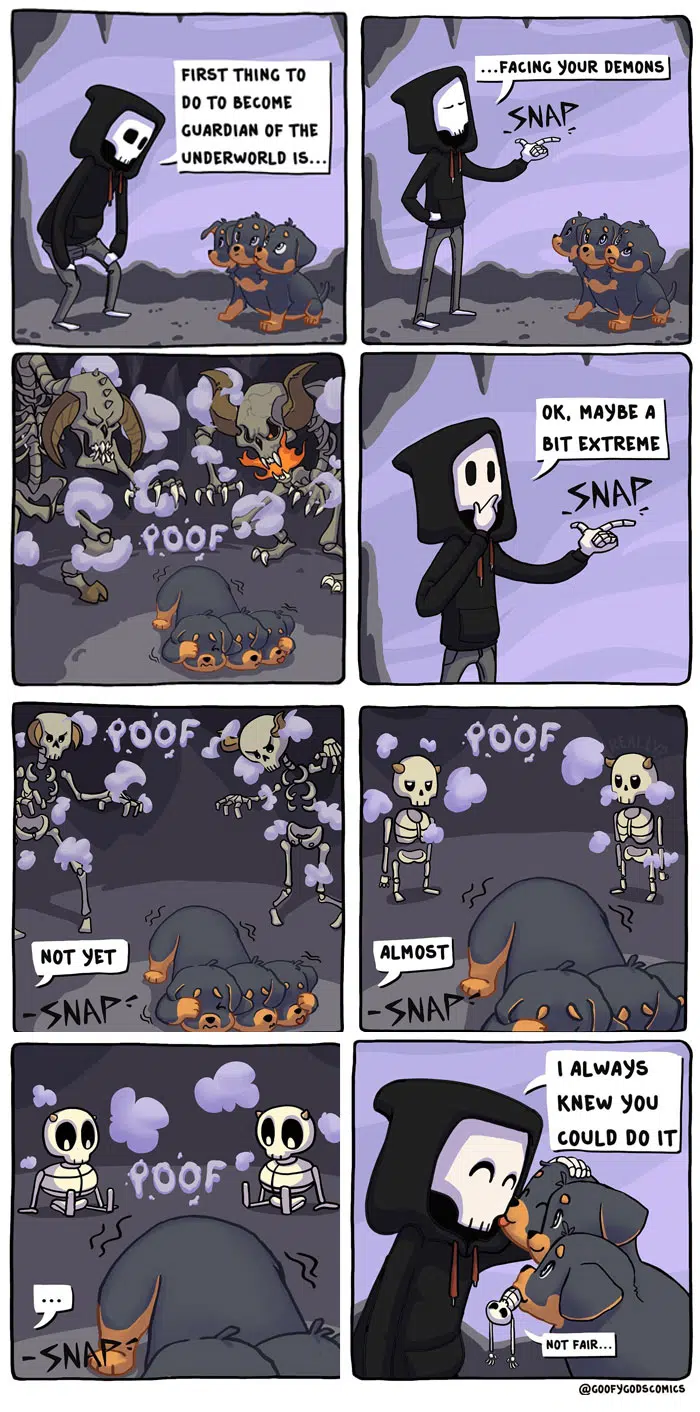 FIRST THING TO
DO TO BECOME
GUARDIAN OF THE
UNDERWORLD IS...
...FACING YOUR DEMONS
SNAP
POOF
OK, MAYBE A
BIT EXTREME
SNAP
POOF
NOT YET
-SNAP-
POOF
REALLY?
ALMOST
-SNAP-
POOF
...
-SNAP-
I ALWAYS
KNEW YOU
COULD DO IT
NOT FAIR...
@GOOFYGODSCOMICS